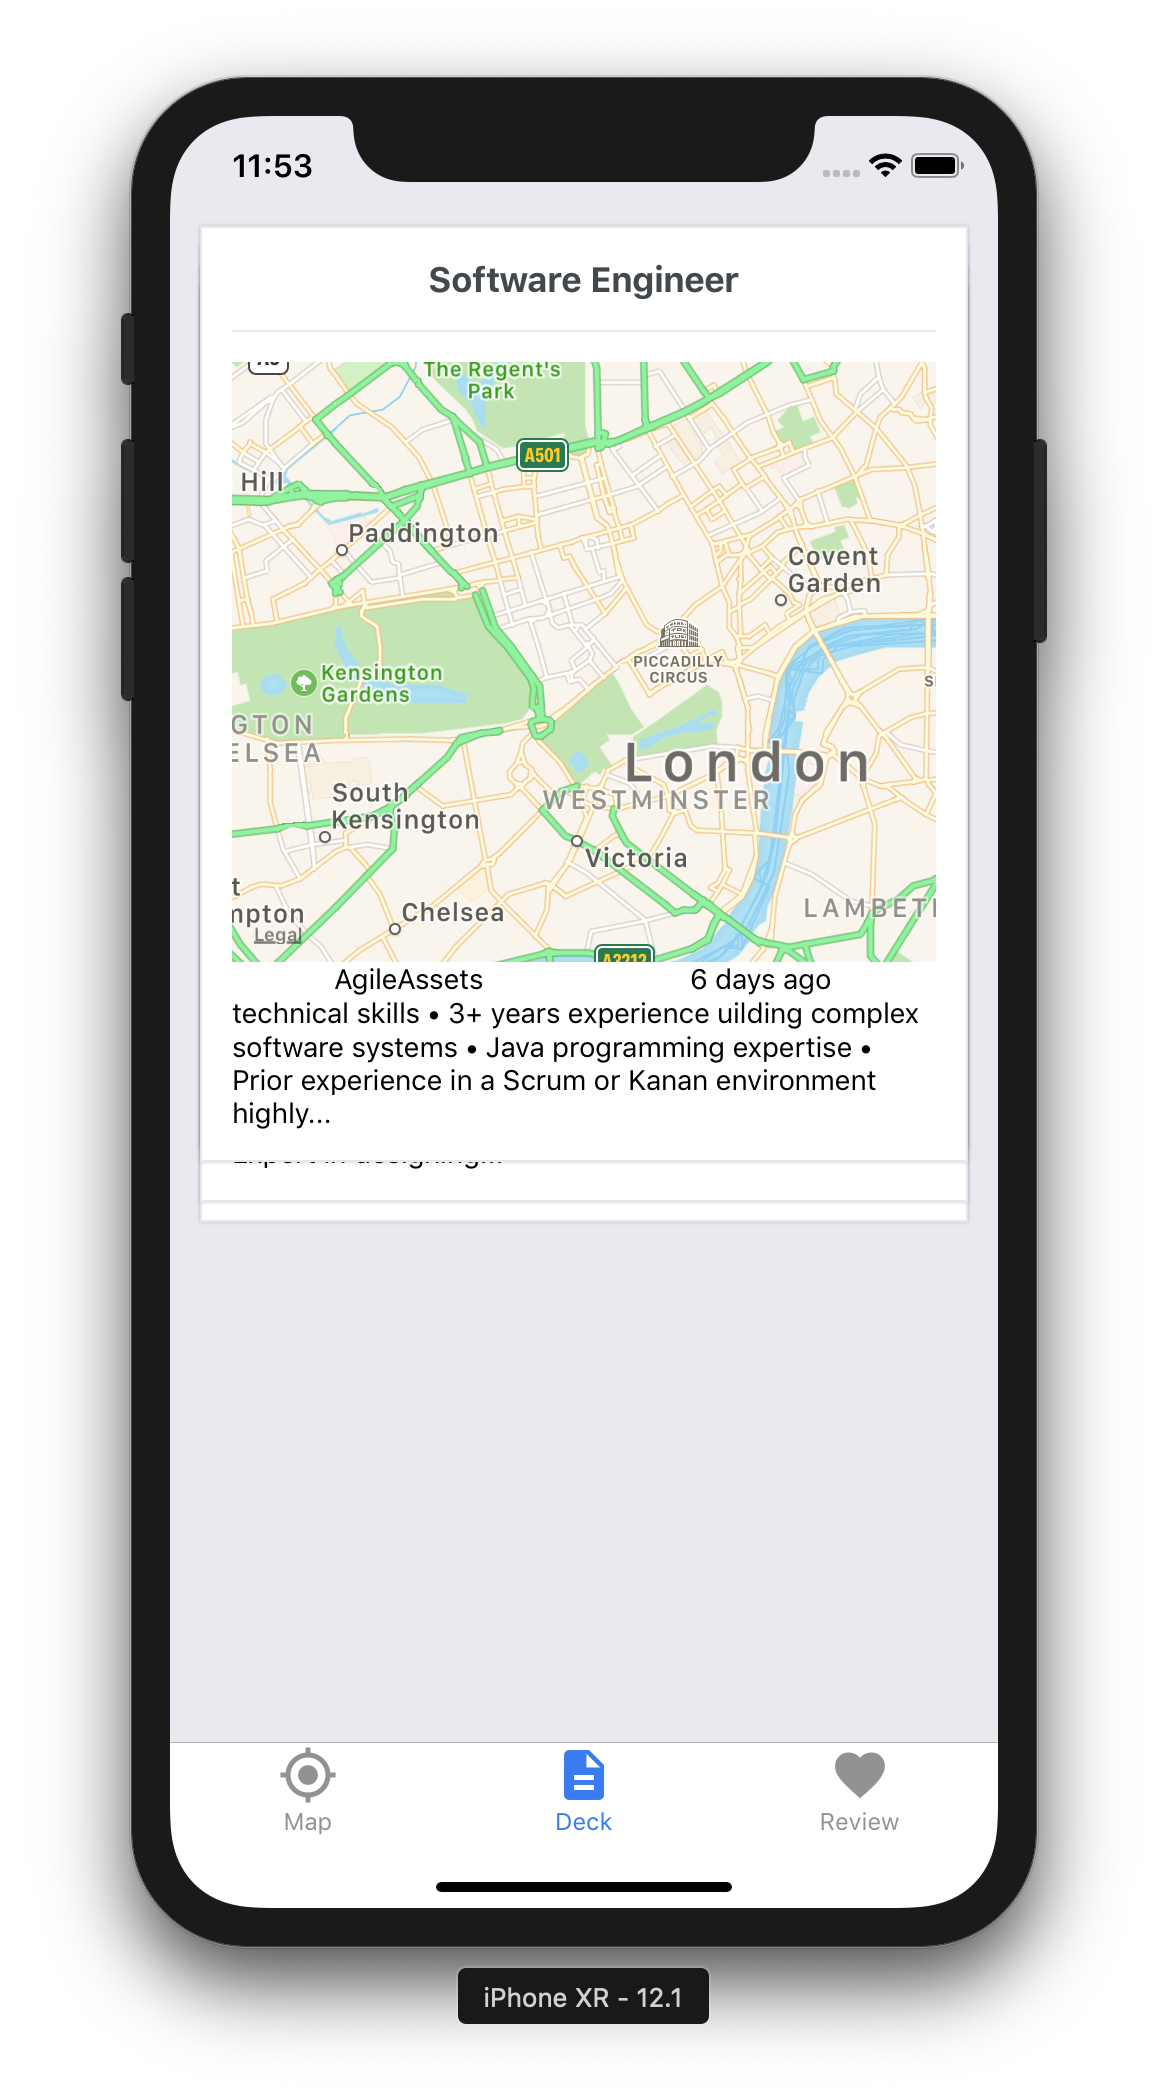 11:53
Software Engineer
The Regent's
Park
A501
Hill
Paddington
Covent
Garden
PICCADILLY
CIRCUS
Kensington
Gardens
GTON
ELSEA
London
WESTMINSTER
South
Kensington
Victoria
t
mpton
Chelsea
LAMBET
Legal
A3212
AgileAssets 6 days ago
technical skills • 3+ years experience uilding complex
software systems • Java programming expertise •
Prior experience in a Scrum or Kanan environment
highly...
Map Deck Review
iPhone XR - 12.1